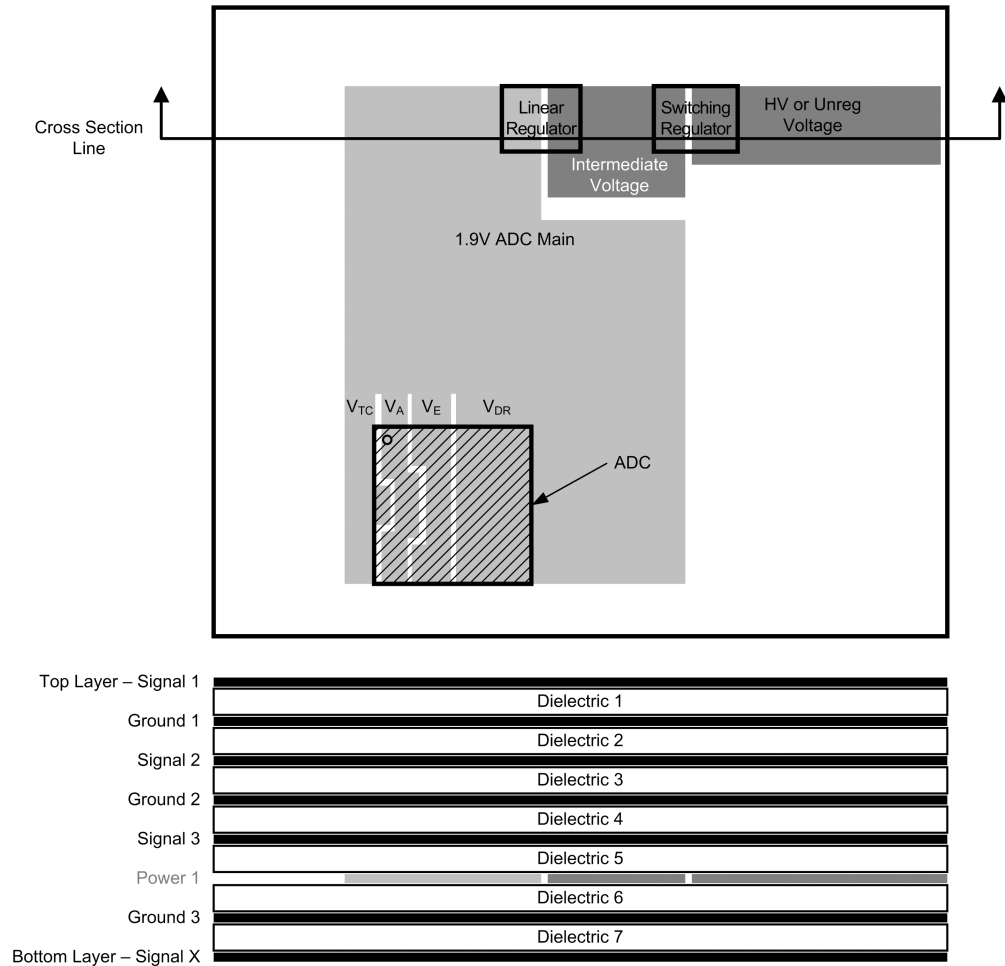 Linear
Regulator
Switching
Regulator
HV or Unreg
Voltage
Cross Section
Line
Intermediate
Voltage
1.9V ADC Main
VTC
VA
VE
VDR
ADC
Top Layer – Signal 1
Dielectric 1
Ground 1
Dielectric 2
Signal 2
Dielectric 3
Ground 2
Dielectric 4
Signal 3
Dielectric 5
Power 1
Dielectric 6
Ground 3
Dielectric 7
Bottom Layer – Signal X